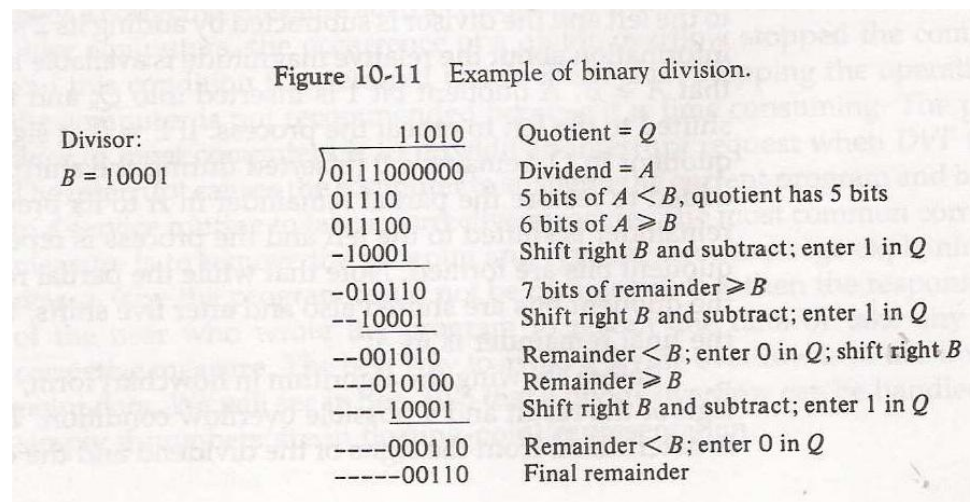 Figure 10-11 Example of binary division.
Divisor: 11010 Quotient = Q
B = 10001 0111000000 Dividend = A
01110 5 bits of A < B, quotient has 5 bits
011100 6 bits of A ⩾ B
-10001 Shift right B and subtract; enter 1 in Q
-010110 7 bits of remainder ⩾ B
--10001 Shift right B and subtract; enter 1 in Q
--001010 Remainder < B; enter 0 in Q; shift right B
---010100 Remainder ⩾ B
----10001 Shift right B and subtract; enter 1 in Q
----000110 Remainder < B; enter 0 in Q
-----00110 Final remainder